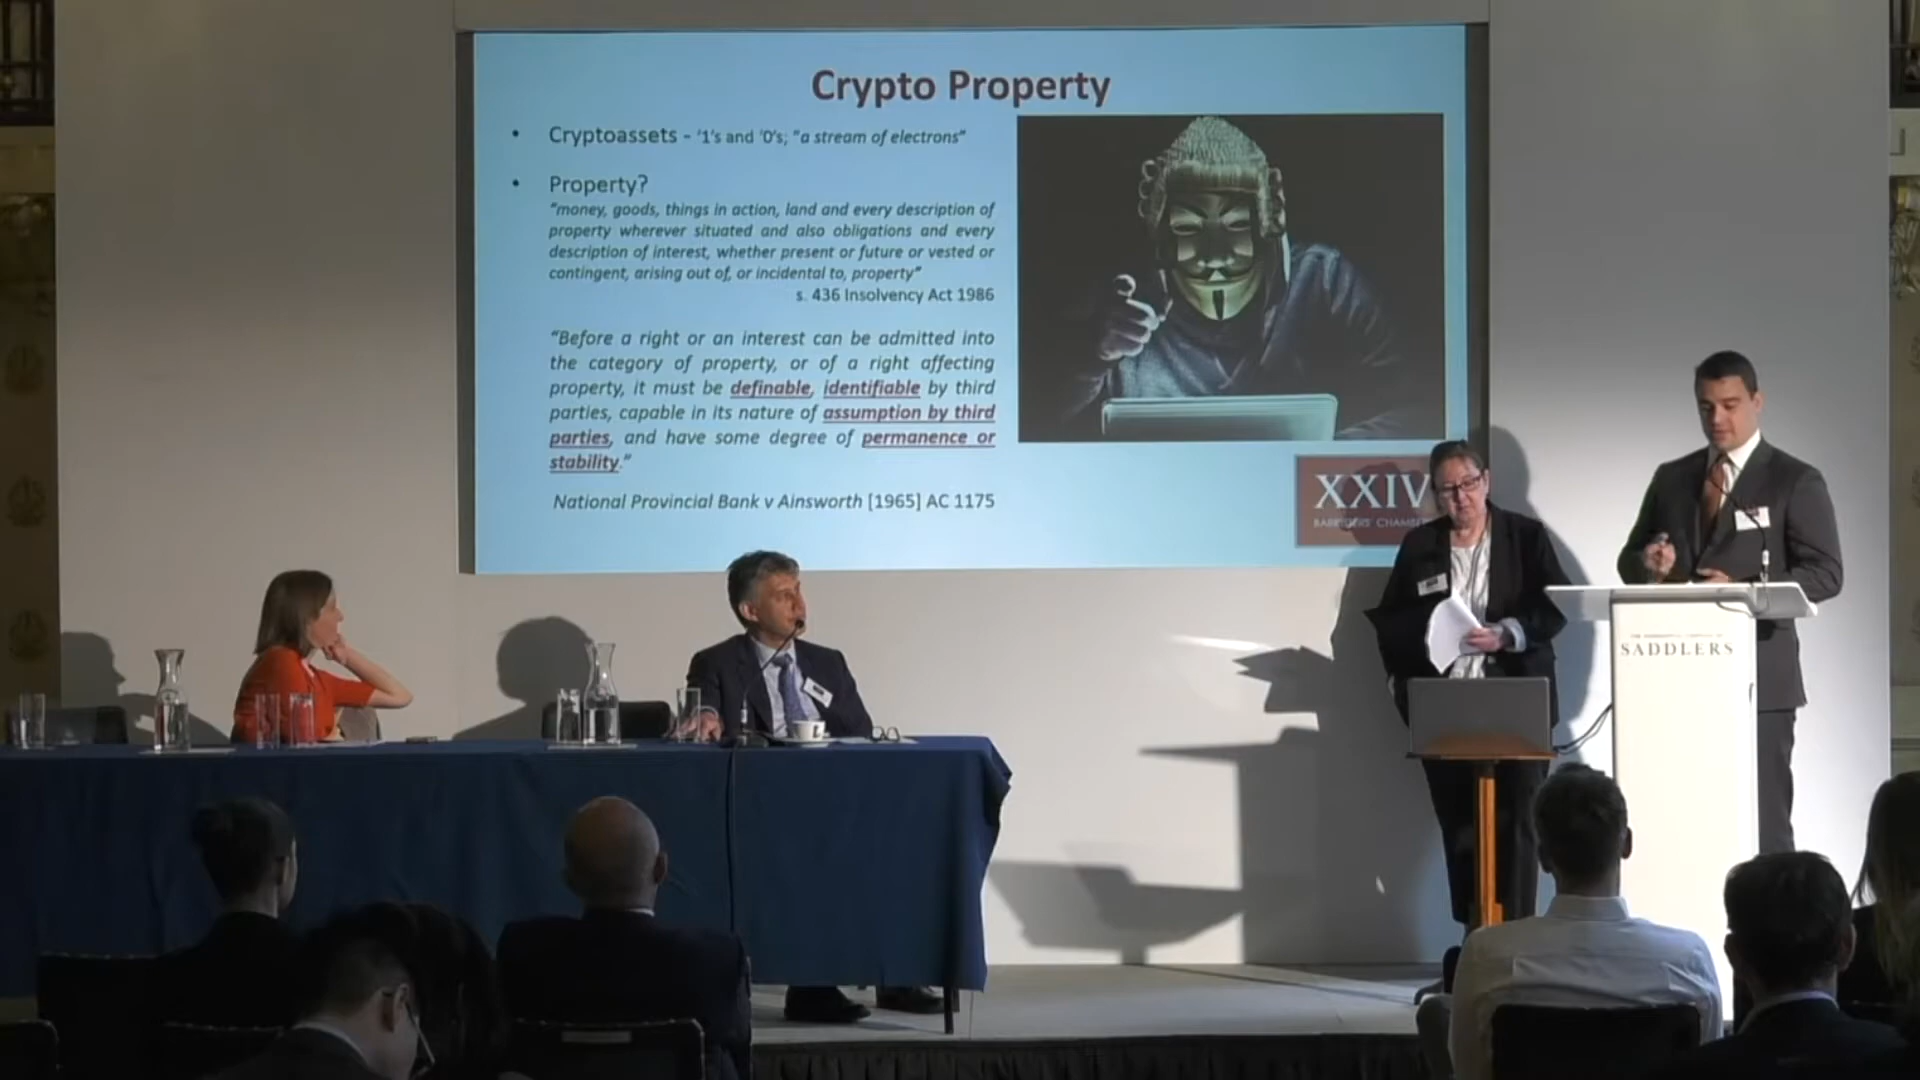 Crypto Property
• Cryptoassets - '1's and '0's; "a stream of electrons"
• Property?
"money, goods, things in action, land and every description of
property wherever situated and also obligations and every
description of interest, whether present or future or vested or
contingent, arising out of, or incidental to, property"
s. 436 Insolvency Act 1986
"Before a right or an interest can be admitted into
the category of property, or of a right affecting
property, it must be definable, identifiable by third
parties, capable in its nature of assumption by third
parties, and have some degree of permanence or
stability."
National Provincial Bank v Ainsworth [1965] AC 1175
XXIV
SADDLERS